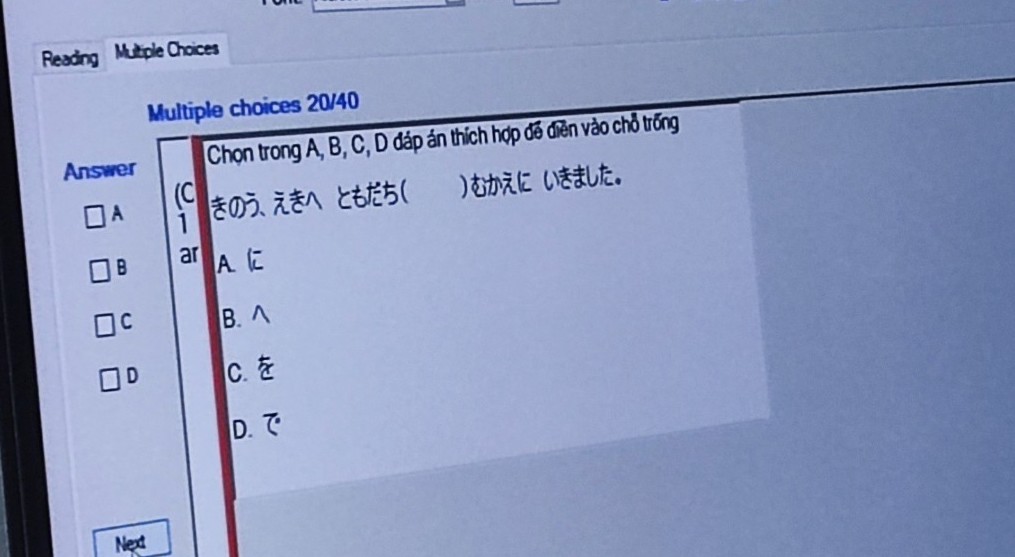 Reading
Multiple Choices
Multiple choices 20/40
Answer
A
B
C
D
(C
1
ar
Chọn trong A, B, C, D đáp án thích hợp để điền vào chỗ trống
きのう、えきへ ともだち( )むかえに いきました。
A. に
B. へ
C. を
D. で
Next